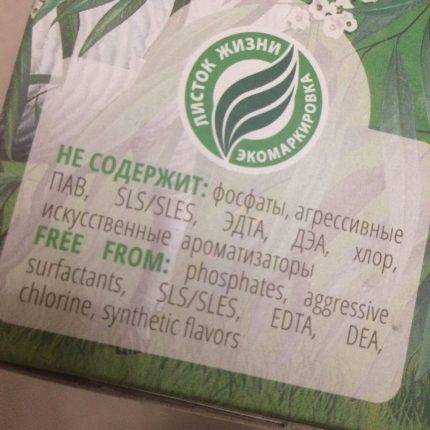 ЛИСТОК ЖИЗНИ
ЭКОМАРКИРОВКА
НЕ СОДЕРЖИТ: фосфаты, агрессивные
ПАВ, SLS/SLES, ЭДТА, ДЭА, хлор,
искусственные ароматизаторы
FREE FROM: phosphates, aggressive
surfactants, SLS/SLES, EDTA, DEA,
chlorine, synthetic flavors